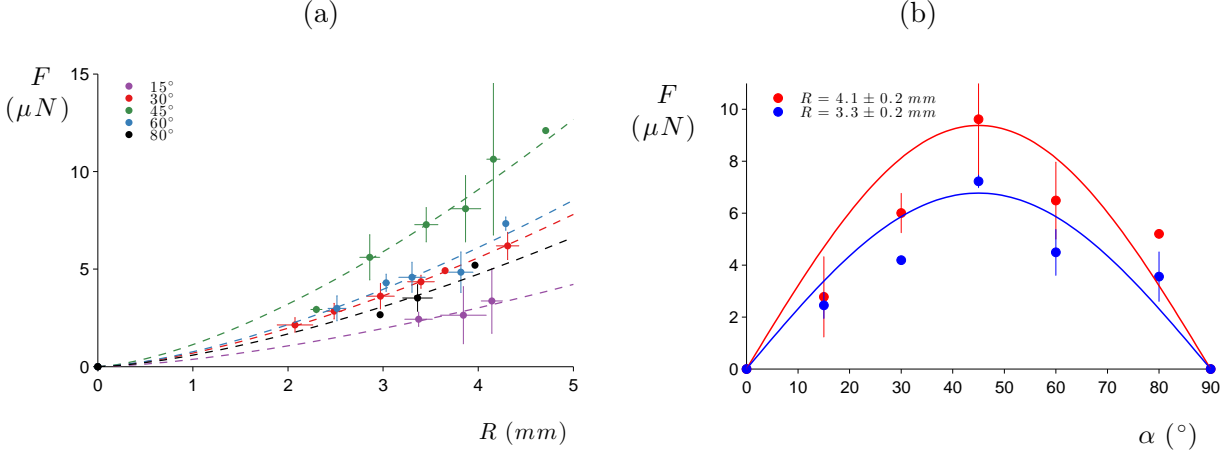 (a)
(b)
F
(μN)
15
10
5
0
15°
30°
45°
60°
80°
0 1 2 3 4 5
R (mm)
F
(μN)
10
8
6
4
2
0
R = 4.1 ± 0.2 mm
R = 3.3 ± 0.2 mm
0 10 20 30 40 50 60 70 80 90
α (°)